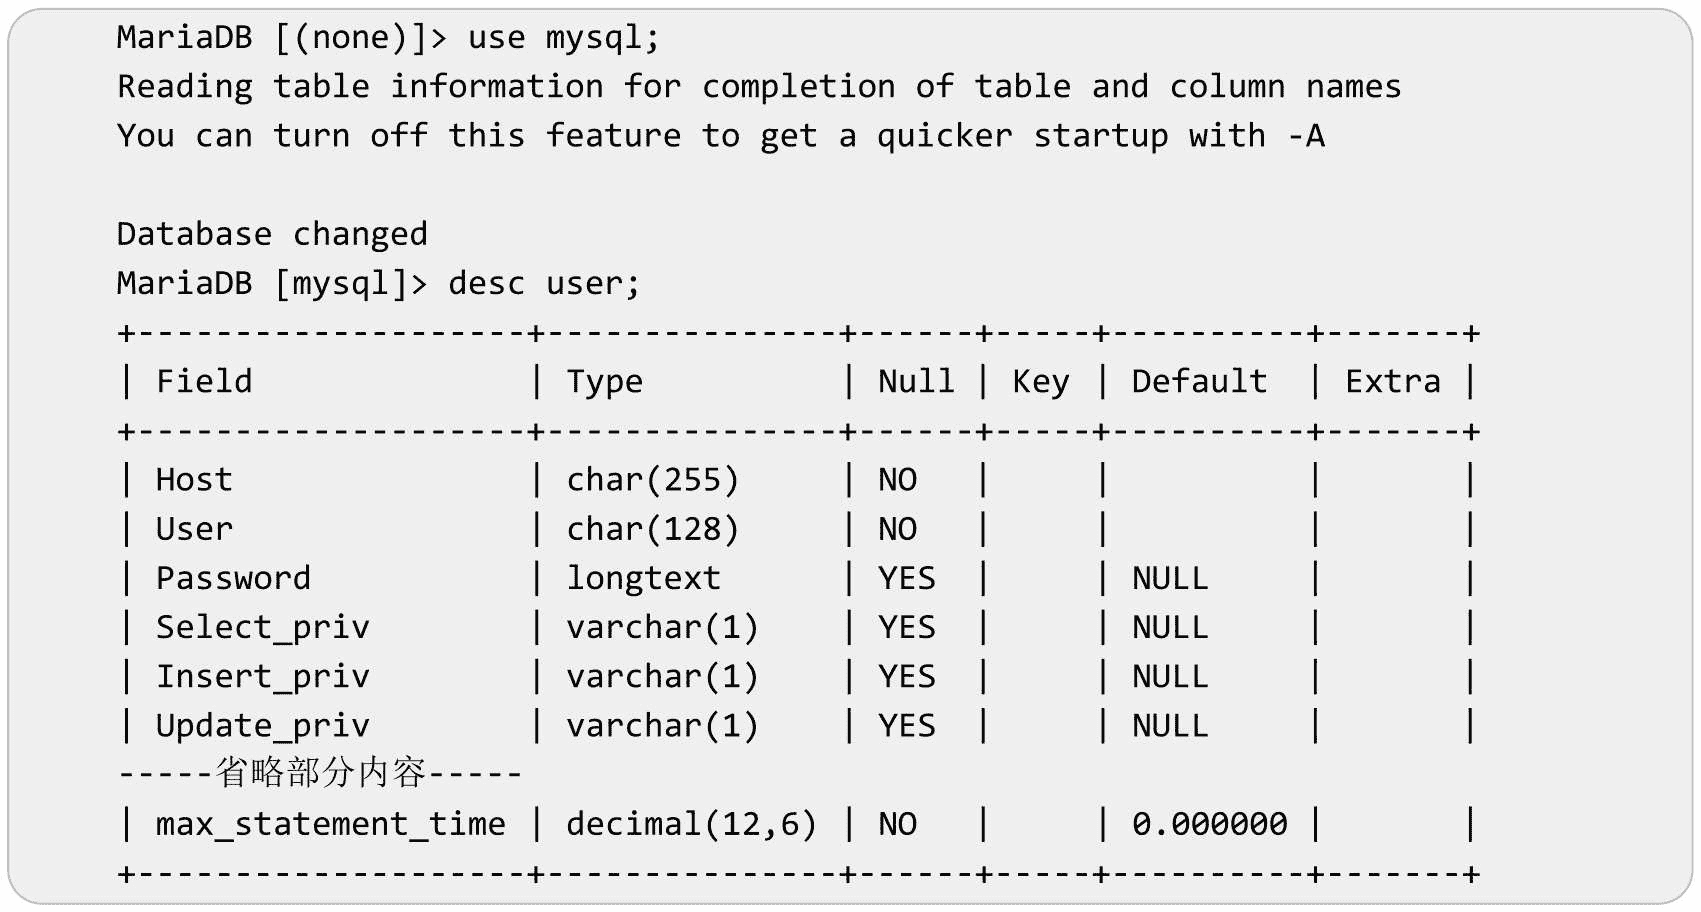 MariaDB [(none)]> use mysql;
Reading table information for completion of table and column names
You can turn off this feature to get a quicker startup with -A

Database changed
MariaDB [mysql]> desc user;
+--------------------+---------------+------+-----+----------+-------+
| Field              | Type          | Null | Key | Default  | Extra |
+--------------------+---------------+------+-----+----------+-------+
| Host               | char(255)     | NO   |     |          |       |
| User               | char(128)     | NO   |     |          |       |
| Password           | longtext      | YES  |     | NULL     |       |
| Select_priv        | varchar(1)    | YES  |     | NULL     |       |
| Insert_priv        | varchar(1)    | YES  |     | NULL     |       |
| Update_priv        | varchar(1)    | YES  |     | NULL     |       |
-----省略部分内容-----
| max_statement_time | decimal(12,6) | NO   |     | 0.000000 |       |
+--------------------+---------------+------+-----+----------+-------+